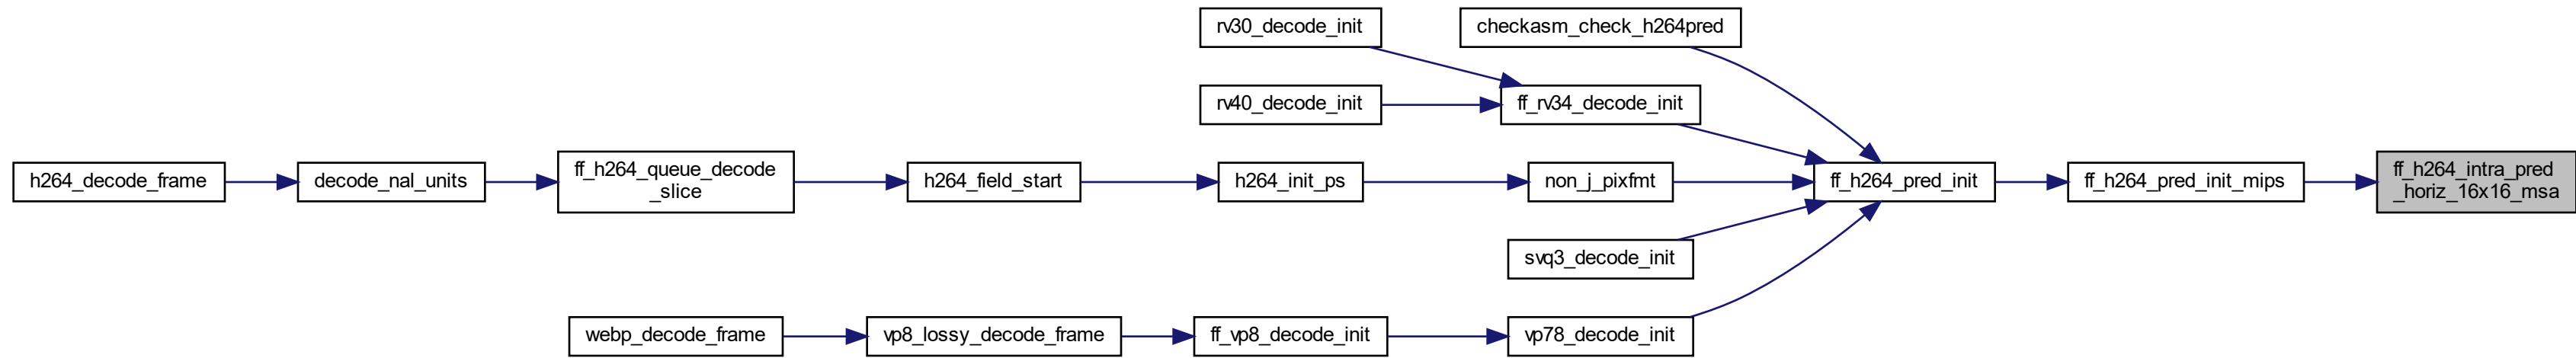 rv30_decode_init
checkasm_check_h264pred
rv40_decode_init
ff_rv34_decode_init
h264_decode_frame
decode_nal_units
ff_h264_queue_decode
_slice
h264_field_start
h264_init_ps
non_j_pixfmt
ff_h264_pred_init
ff_h264_pred_init_mips
ff_h264_intra_pred
_horiz_16x16_msa
svq3_decode_init
webp_decode_frame
vp8_lossy_decode_frame
ff_vp8_decode_init
vp78_decode_init